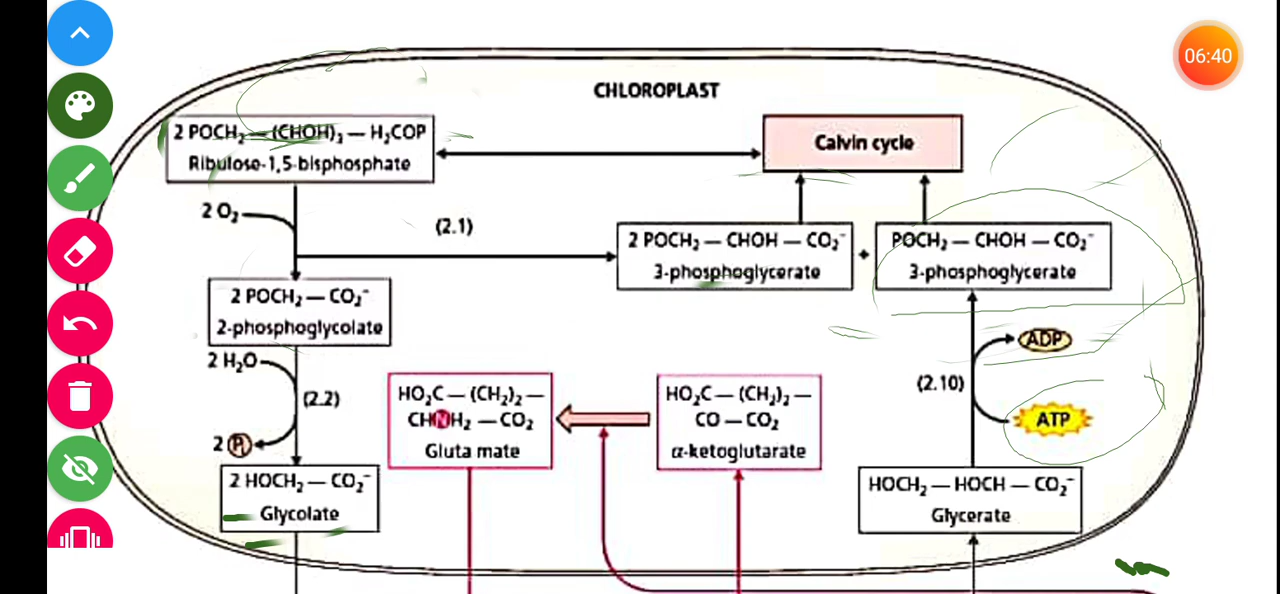 06:40
CHLOROPLAST
2 POCH₂ — (CHOH)₃ — H₂COP
Ribulose-1,5-bisphosphate
Calvin cycle
2 O₂
(2.1)
2 POCH₂ — CHOH — CO₂⁻
3-phosphoglycerate
+
POCH₂ — CHOH — CO₂⁻
3-phosphoglycerate
2 POCH₂ — CO₂⁻
2-phosphoglycolate
2 H₂O
(2.2)
2 Pᵢ
HO₂C — (CH₂)₂ —
CHNH₂ — CO₂
Gluta mate
HO₂C — (CH₂)₂ —
CO — CO₂
α-ketoglutarate
ADP
(2.10)
ATP
2 HOCH₂ — CO₂⁻
Glycolate
HOCH₂ — HOCH — CO₂⁻
Glycerate